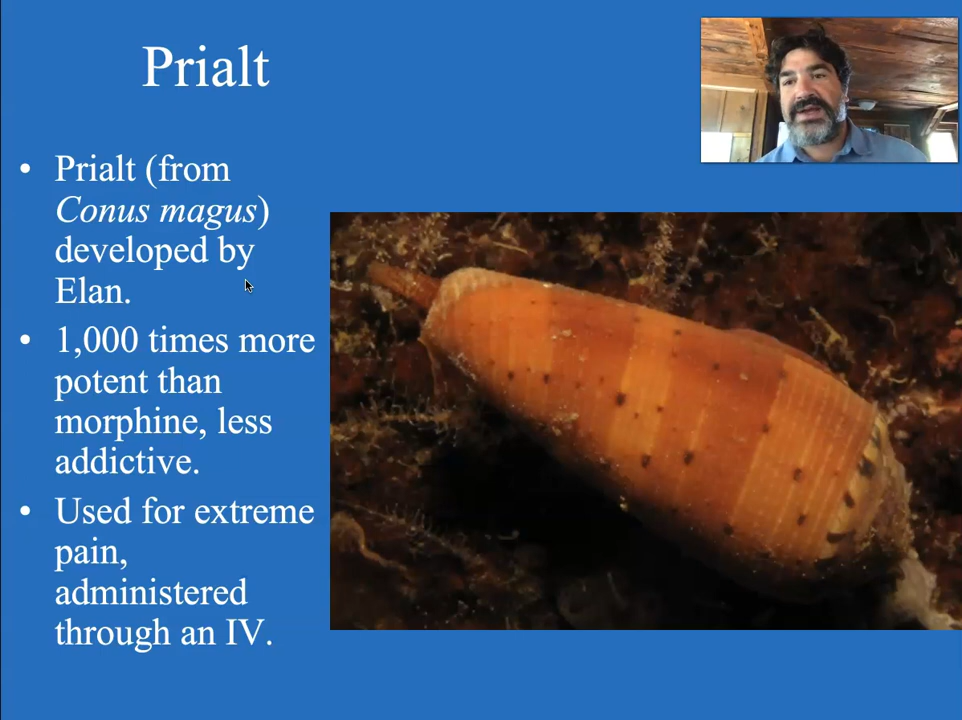 Prialt
• Prialt (from
Conus magus)
developed by
Elan.
• 1,000 times more
potent than
morphine, less
addictive.
• Used for extreme
pain,
administered
through an IV.